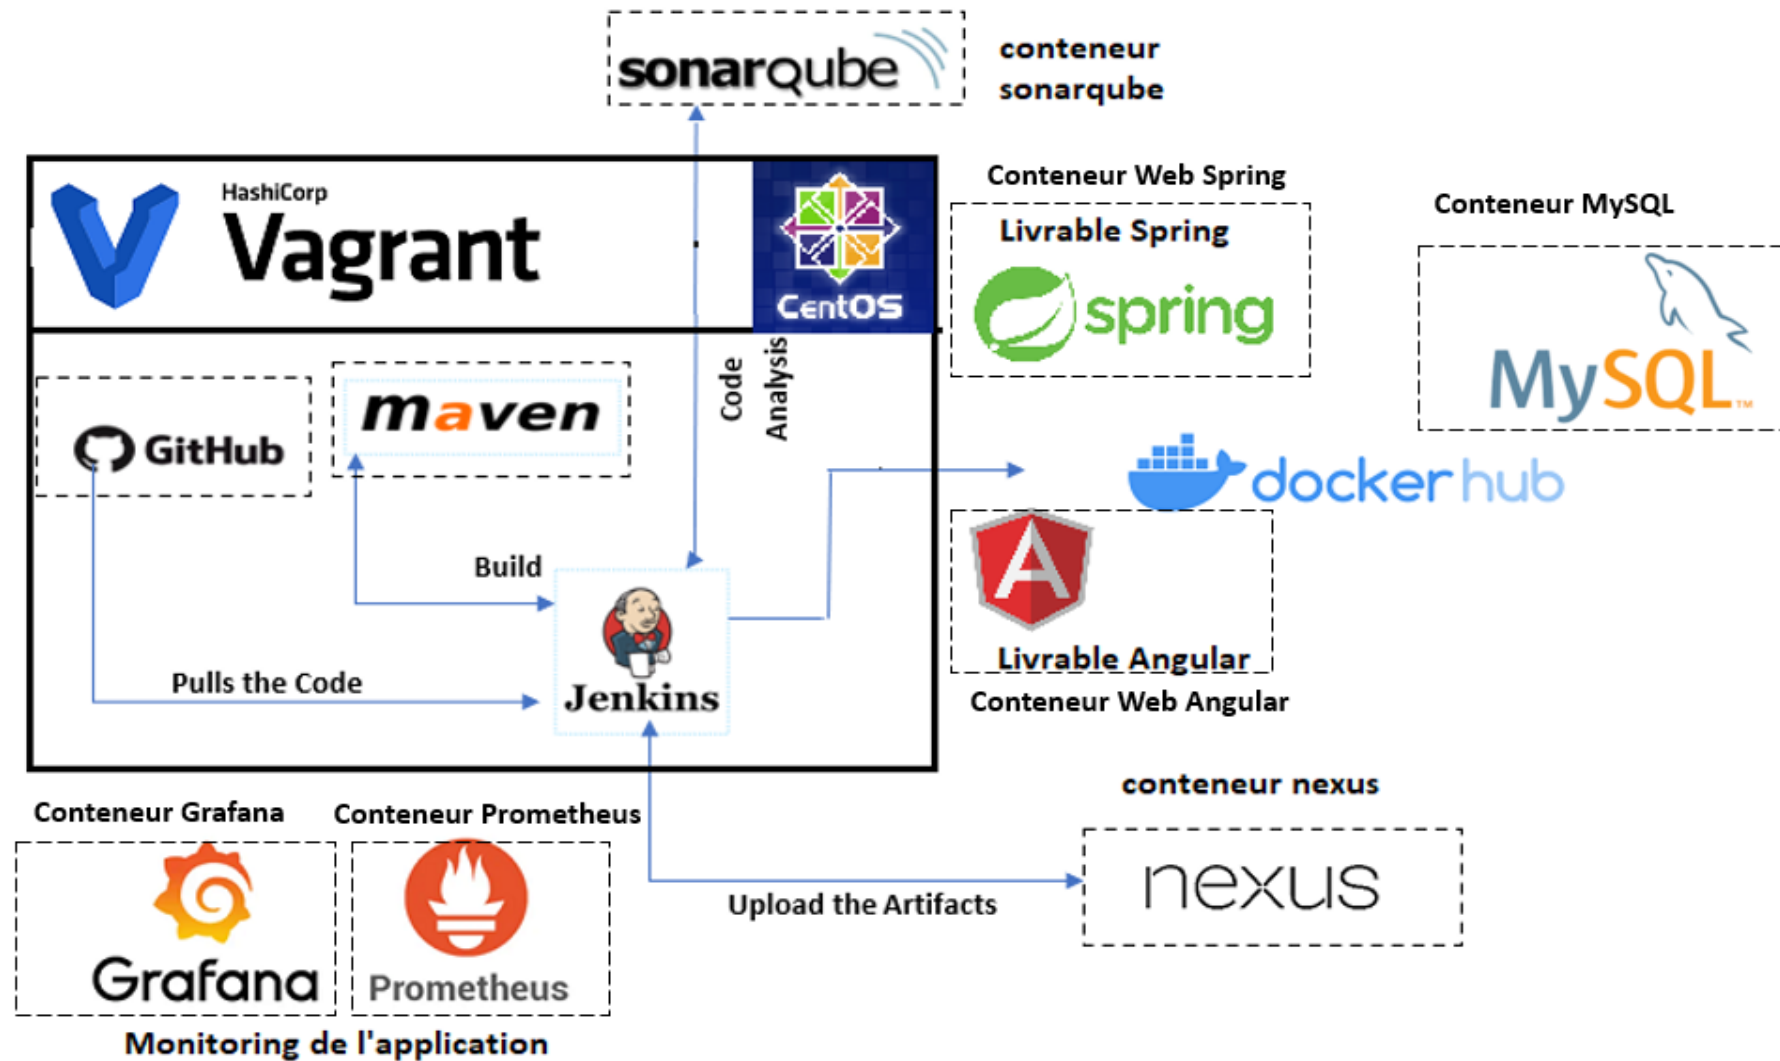 sonarqube
conteneur
sonarqube
HashiCorp
Vagrant
CentOS
Conteneur Web Spring
Livrable Spring
spring
Conteneur MySQL
MySQL™
GitHub
maven
Code
Analysis
docker hub
Build
Jenkins
Pulls the Code
Livrable Angular
Conteneur Web Angular
conteneur nexus
nexus
Upload the Artifacts
Conteneur Grafana
Grafana
Conteneur Prometheus
Prometheus
Monitoring de l'application